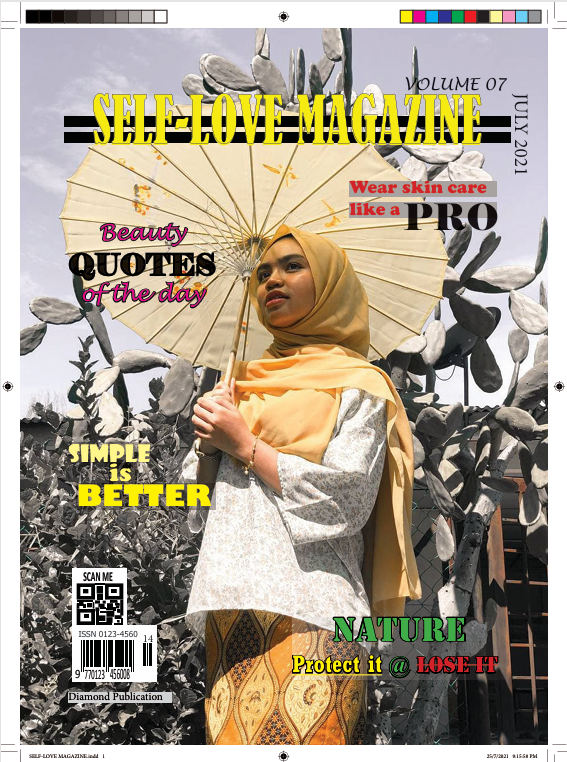 VOLUME 07
JULY 2021
SELF-LOVE MAGAZINE
Wear skin care
like a PRO
Beauty
QUOTES
of the day
SIMPLE
is
BETTER
SCAN ME
ISSN 0123-4560
14
9 770123 456008
Diamond Publication
NATURE
Protect it @ LOSE IT
SELF-LOVE MAGAZINE.indd 1
25/7/2021 9:15:58 PM